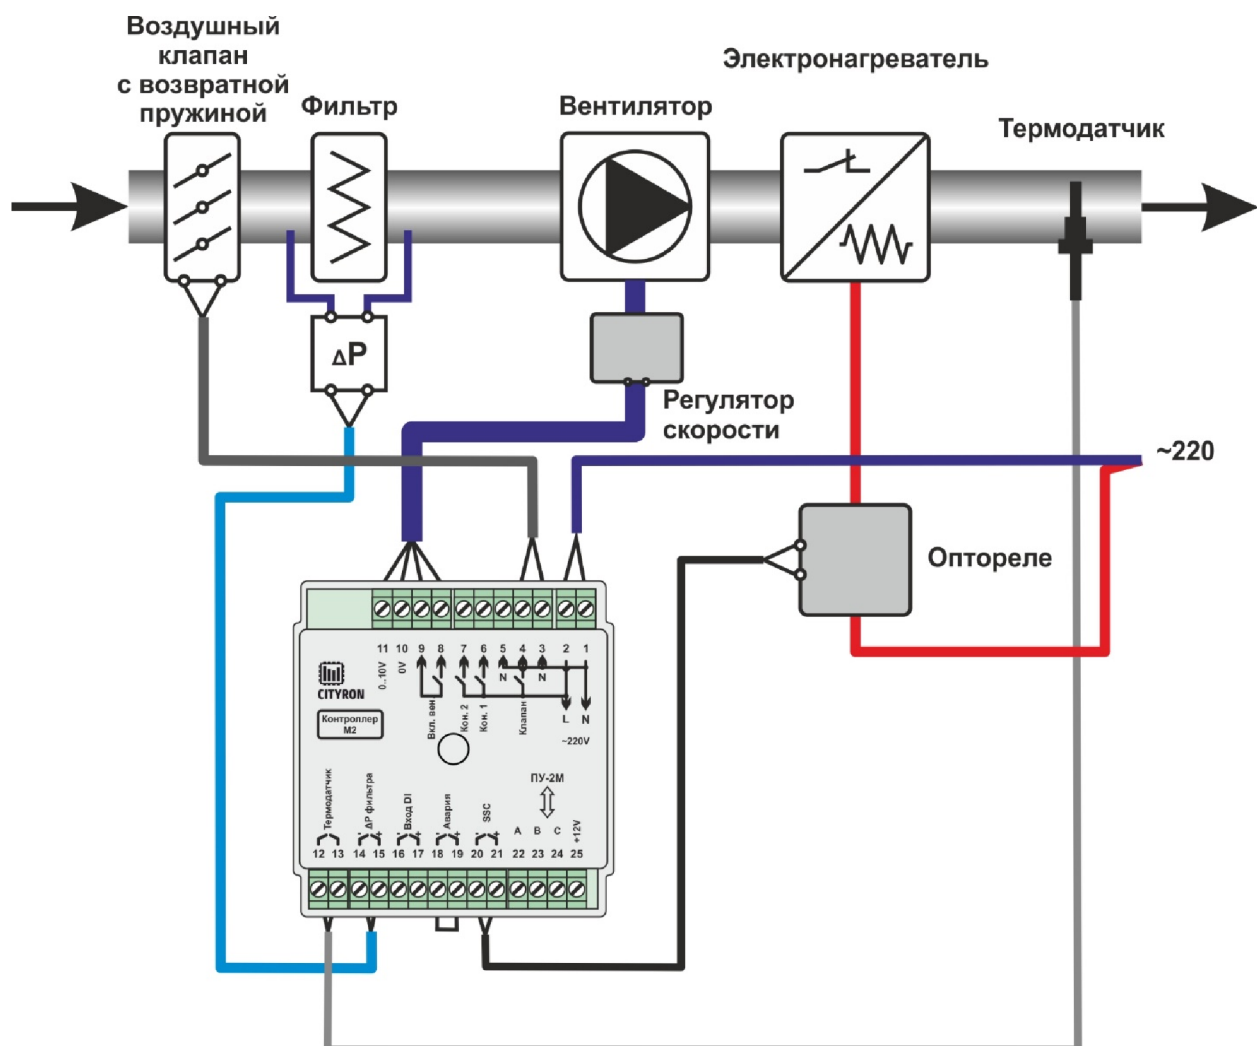 Воздушный
клапан
с возвратной
пружиной
Фильтр
Вентилятор
Электронагреватель
Термодатчик
ΔP
Регулятор
скорости
~220
Оптореле
11 10 9 8 7 6 5 4 3 2 1
0..10V
0V
N
N
Вкл. вен.
Кон. 2
Кон. 1
Клапан
L N
~220V
CITYRON
Контроллер
М2
ПУ-2М
Термодатчик
ΔP фильтра
Вход DI
Авария
SSC
A B C +12V
- + - + - + - +
12 13 14 15 16 17 18 19 20 21 22 23 24 25